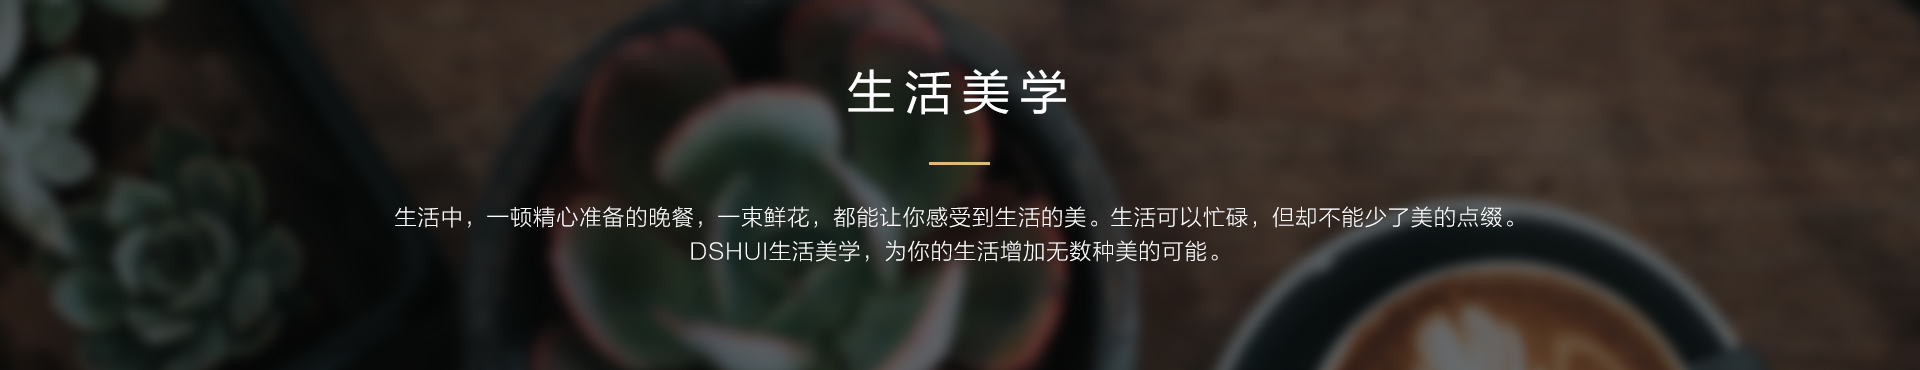 生活美学
生活中，一顿精心准备的晚餐，一束鲜花，都能让你感受到生活的美。生活可以忙碌，但却不能少了美的点缀。
DSHUI生活美学，为你的生活增加无数种美的可能。